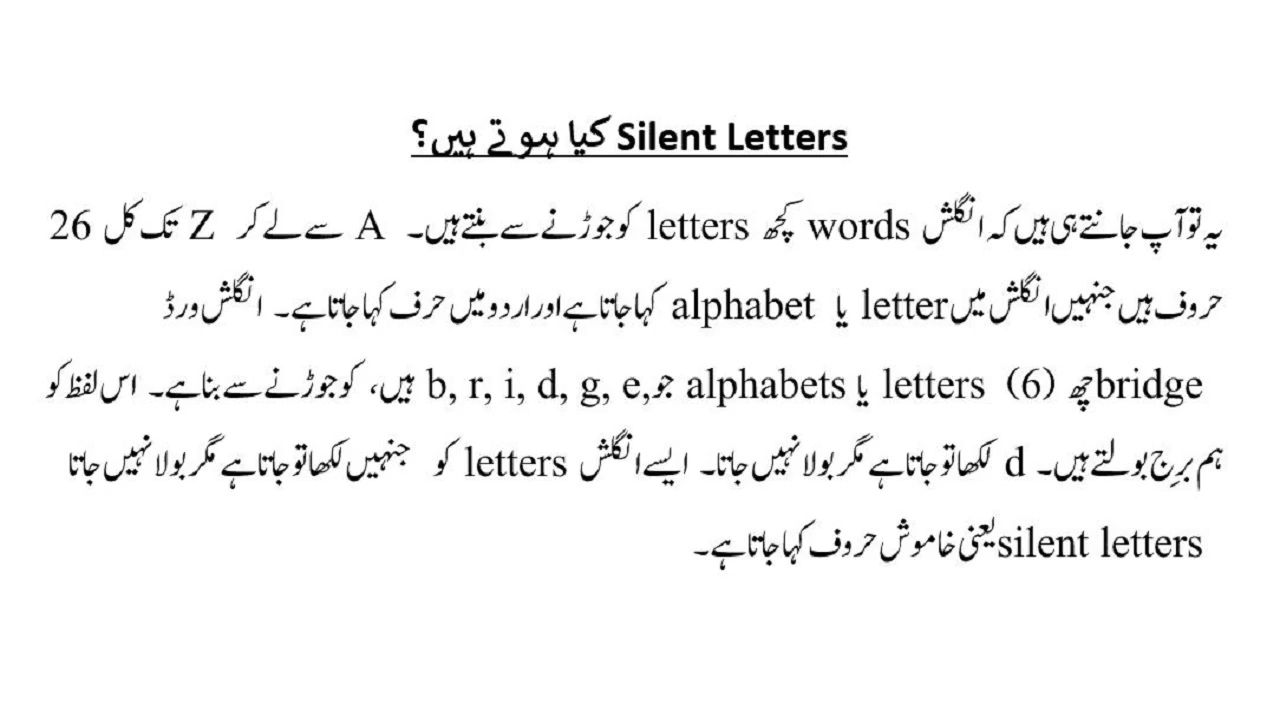 Silent Letters کیا ہوتے ہیں؟
یہ تو آپ جانتے ہی ہیں کہ انگلش words کچھ letters کو جوڑنے سے بنتے ہیں۔ A سے لے کر Z تک کل 26
حروف ہیں جنہیں انگلش میں letter یا alphabet کہا جاتا ہے اور اردو میں حرف کہا جاتا ہے۔ انگلش ورڈ
bridge چھ (6) letters یا alphabets جو b, r, i, d, g, e, ہیں، کو جوڑنے سے بنا ہے۔ اس لفظ کو
ہم برِج بولتے ہیں۔ d لکھا تو جاتا ہے مگر بولا نہیں جاتا۔ ایسے انگلش letters کو جنہیں لکھا تو جاتا ہے مگر بولا نہیں جاتا
silent letters یعنی خاموش حروف کہا جاتا ہے۔